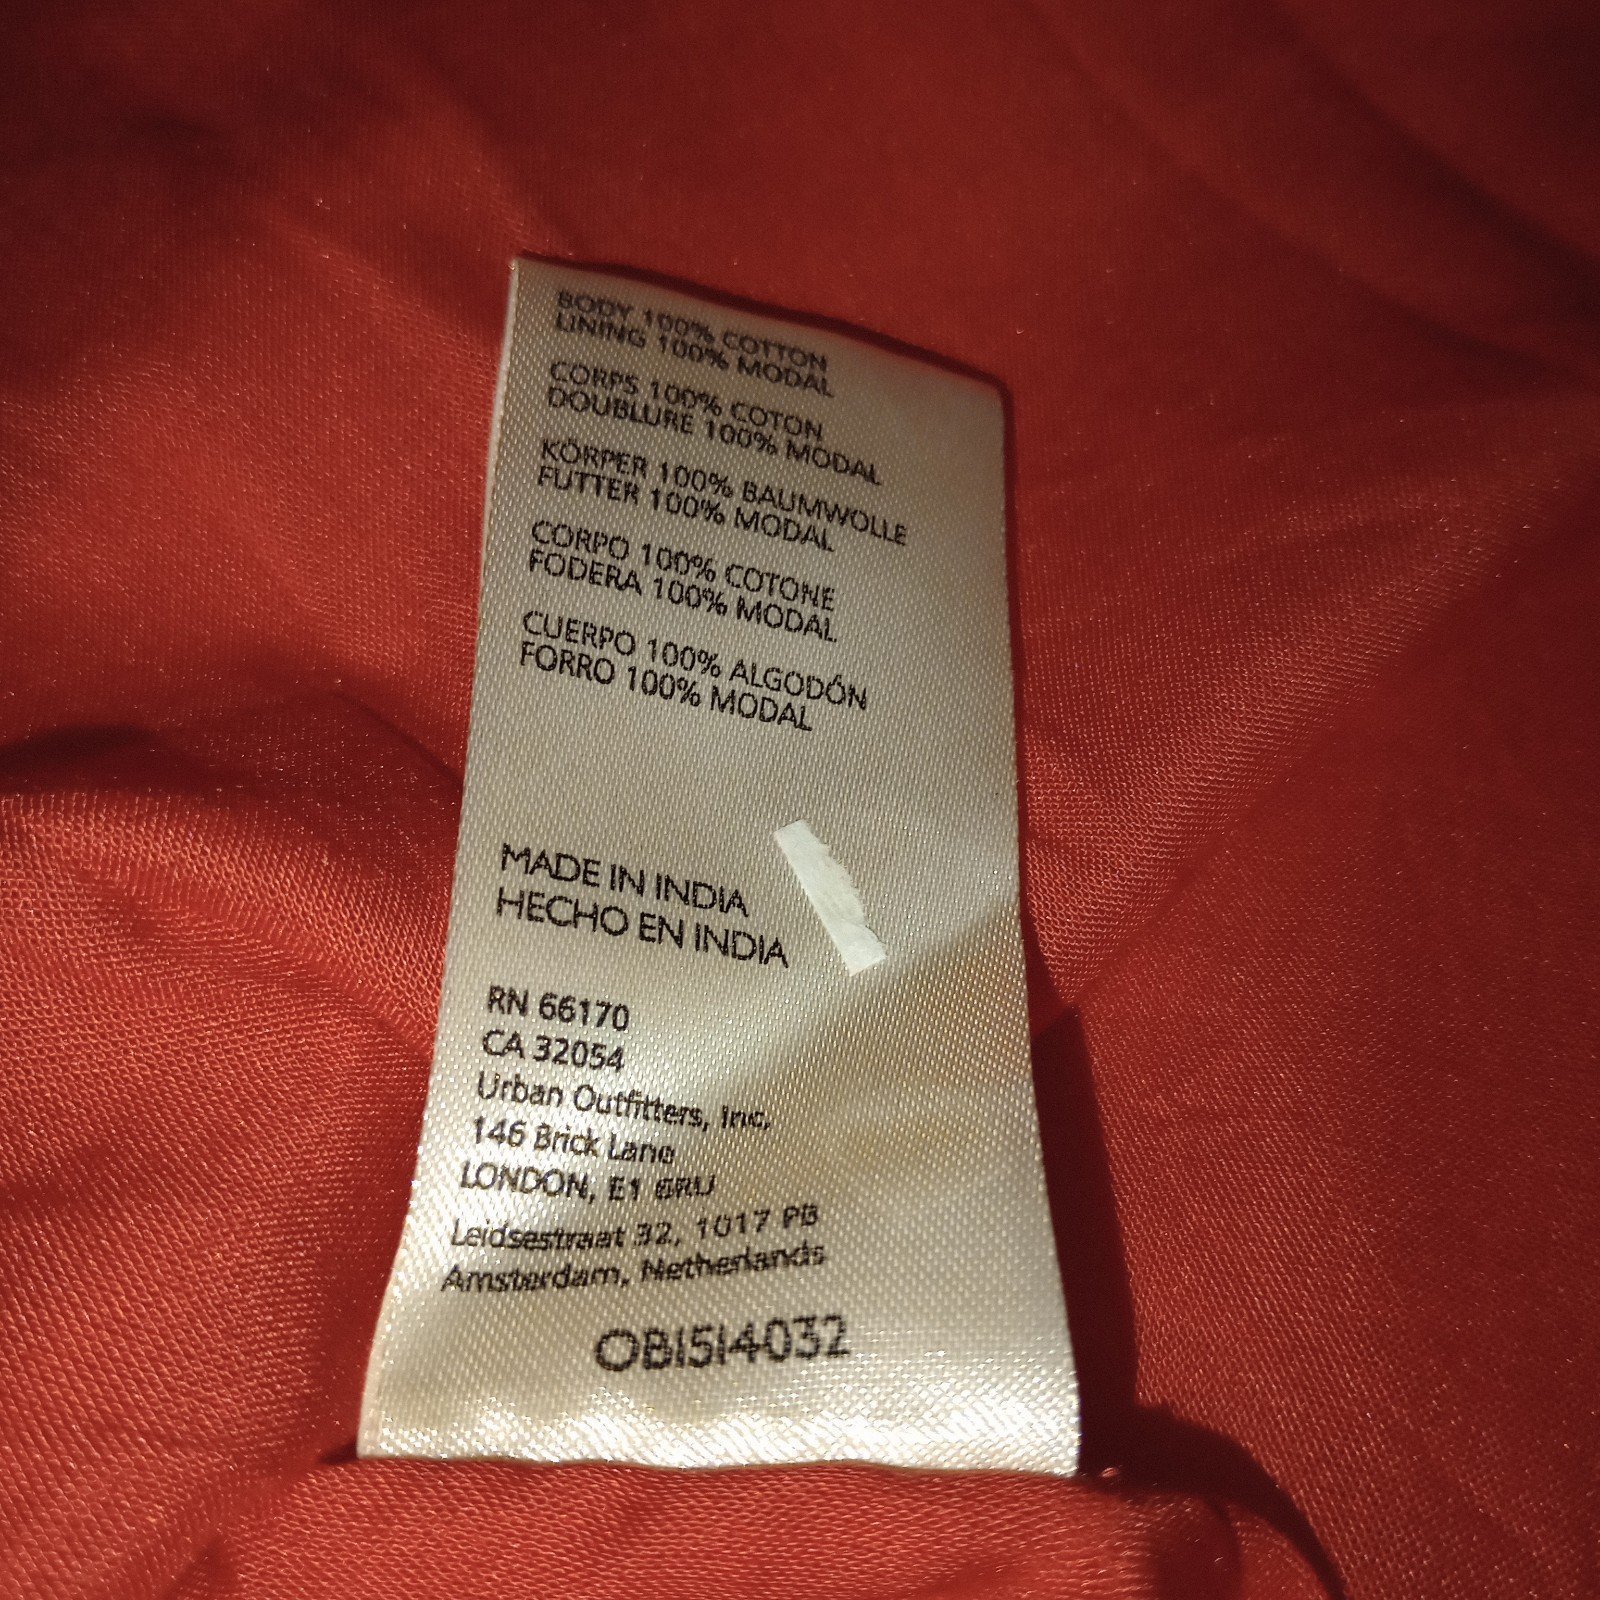 BODY 100% COTTON
LINING 100% MODAL
CORPS 100% COTON
DOUBLURE 100% MODAL
KÖRPER 100% BAUMWOLLE
FUTTER 100% MODAL
CORPO 100% COTONE
FODERA 100% MODAL
CUERPO 100% ALGODÓN
FORRO 100% MODAL
MADE IN INDIA
HECHO EN INDIA
RN 66170
CA 32054
Urban Outfitters, Inc.
146 Brick Lane
LONDON, E1 6RU
Leidsestraat 32, 1017 PB
Amsterdam, Netherlands
OB1514032